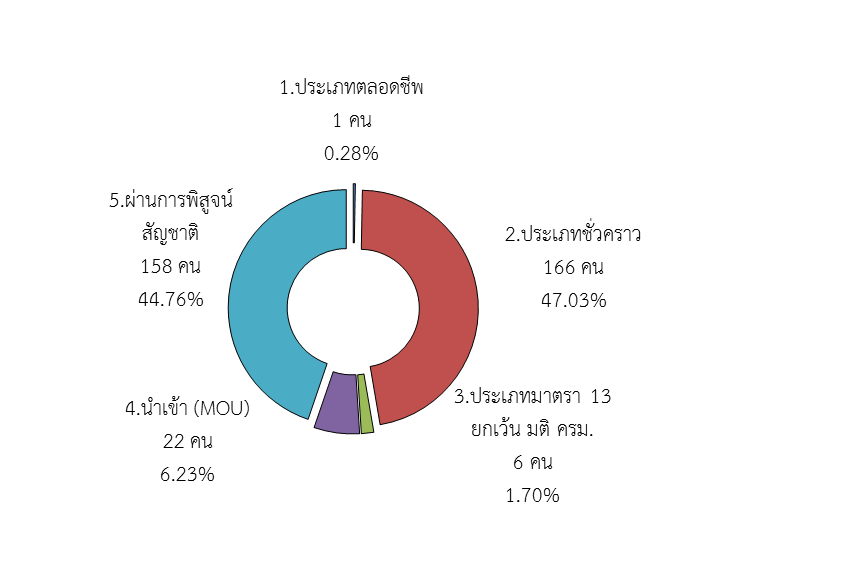 1.ประเภทตลอดชีพ
1 คน
0.28%
2.ประเภทชั่วคราว
166 คน
47.03%
3.ประเภทมาตรา 13
ยกเว้น มติ ครม.
6 คน
1.70%
4.นำเข้า (MOU)
22 คน
6.23%
5.ผ่านการพิสูจน์
สัญชาติ
158 คน
44.76%